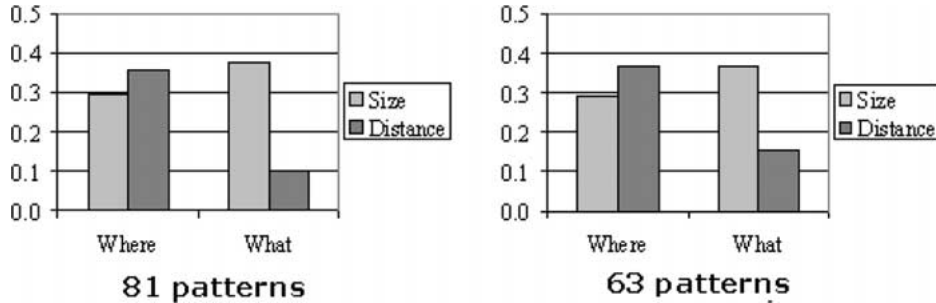 0.5
0.4
0.3
0.2
0.1
0.0
Where What
Size
Distance
81 patterns
0.5
0.4
0.3
0.2
0.1
0.0
Where What
Size
Distance
63 patterns